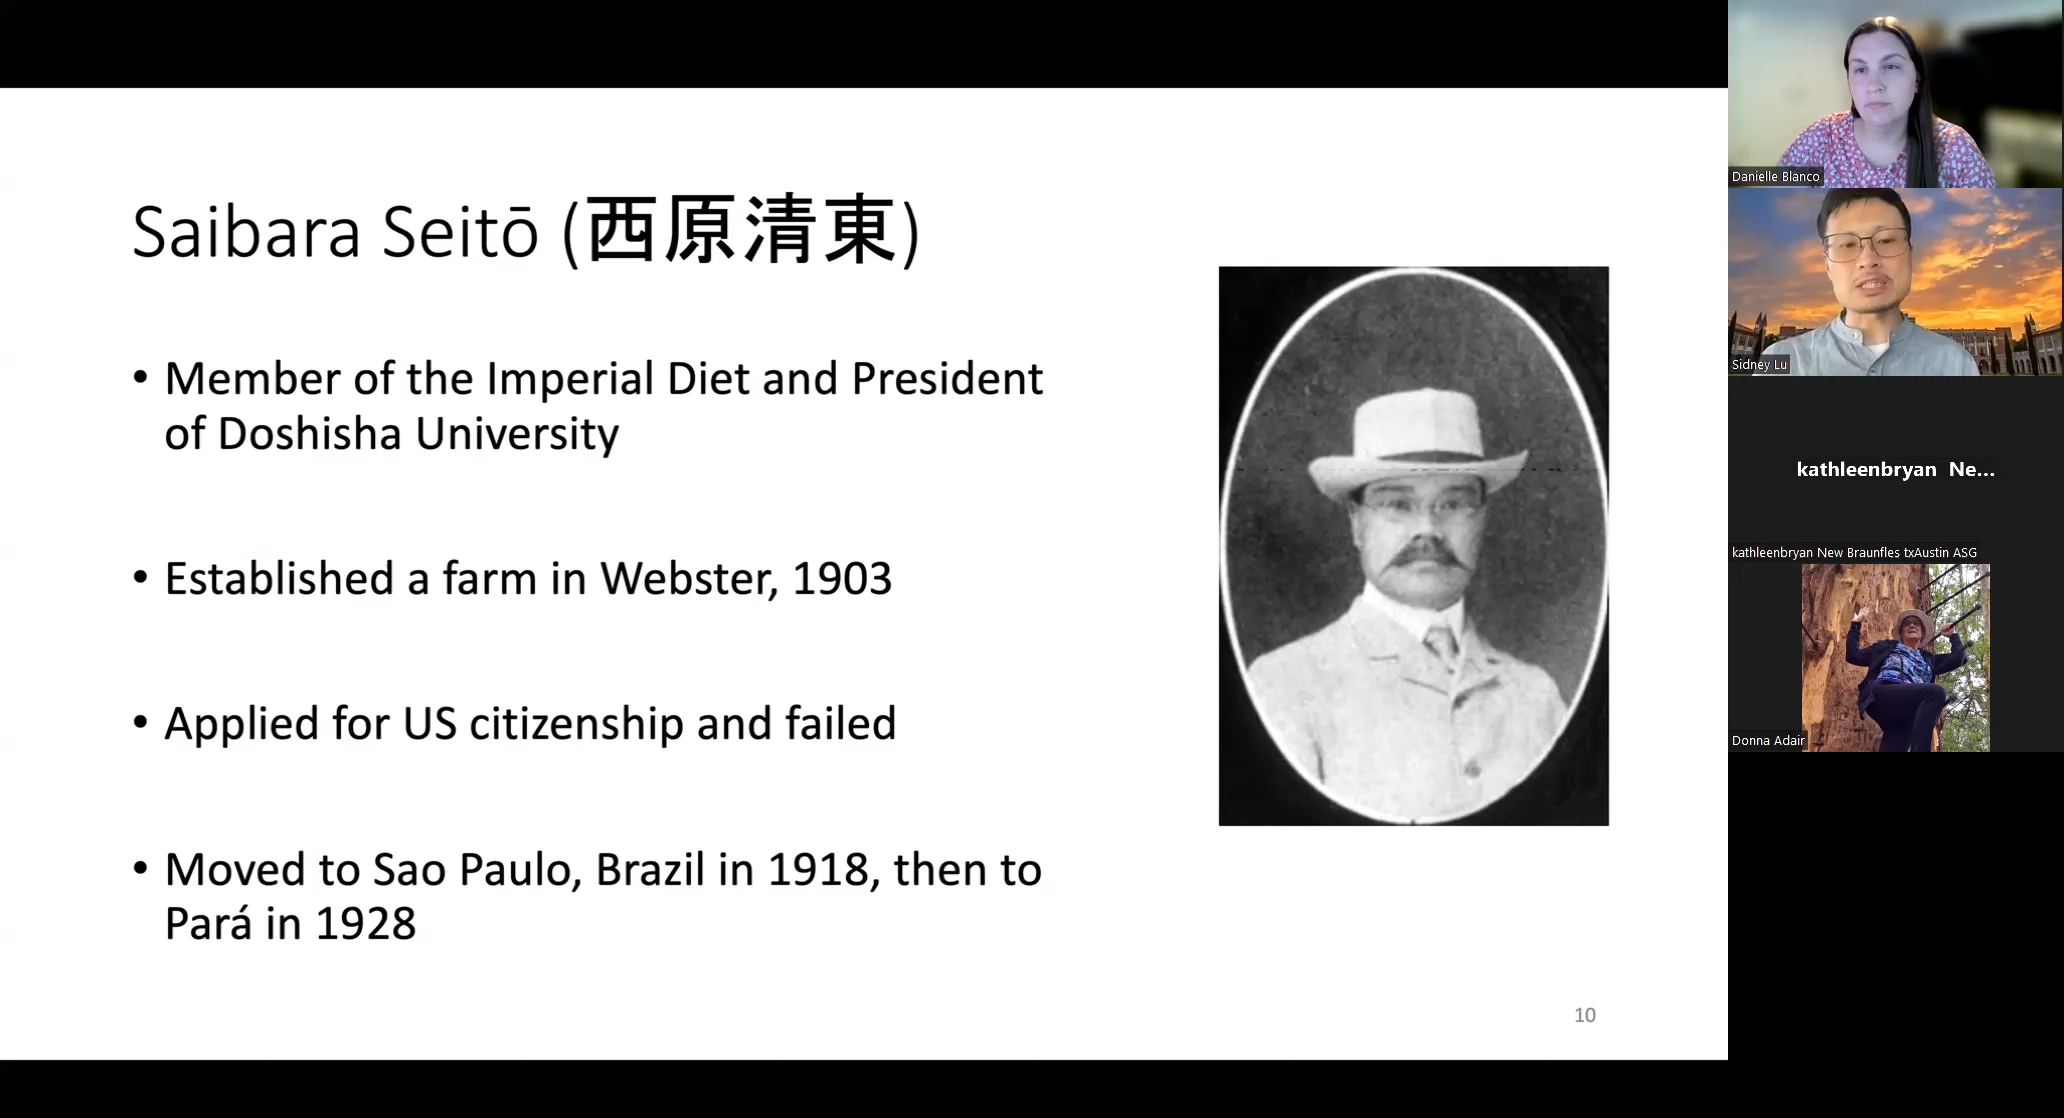 Saibara Seitō (西原清東)
• Member of the Imperial Diet and President
of Doshisha University
• Established a farm in Webster, 1903
• Applied for US citizenship and failed
• Moved to Sao Paulo, Brazil in 1918, then to
Pará in 1928
10
Danielle Blanco
Sidney Lu
kathleenbryan Ne...
kathleenbryan New Braunfles txAustin ASG
Donna Adair